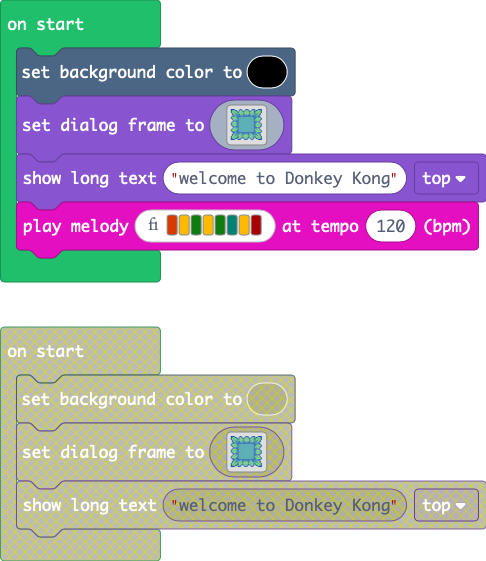 on start
set background color to
set dialog frame to
show long text "welcome to Donkey Kong" top
play melody at tempo 120 (bpm)
on start
set background color to
set dialog frame to
show long text "welcome to Donkey Kong" top